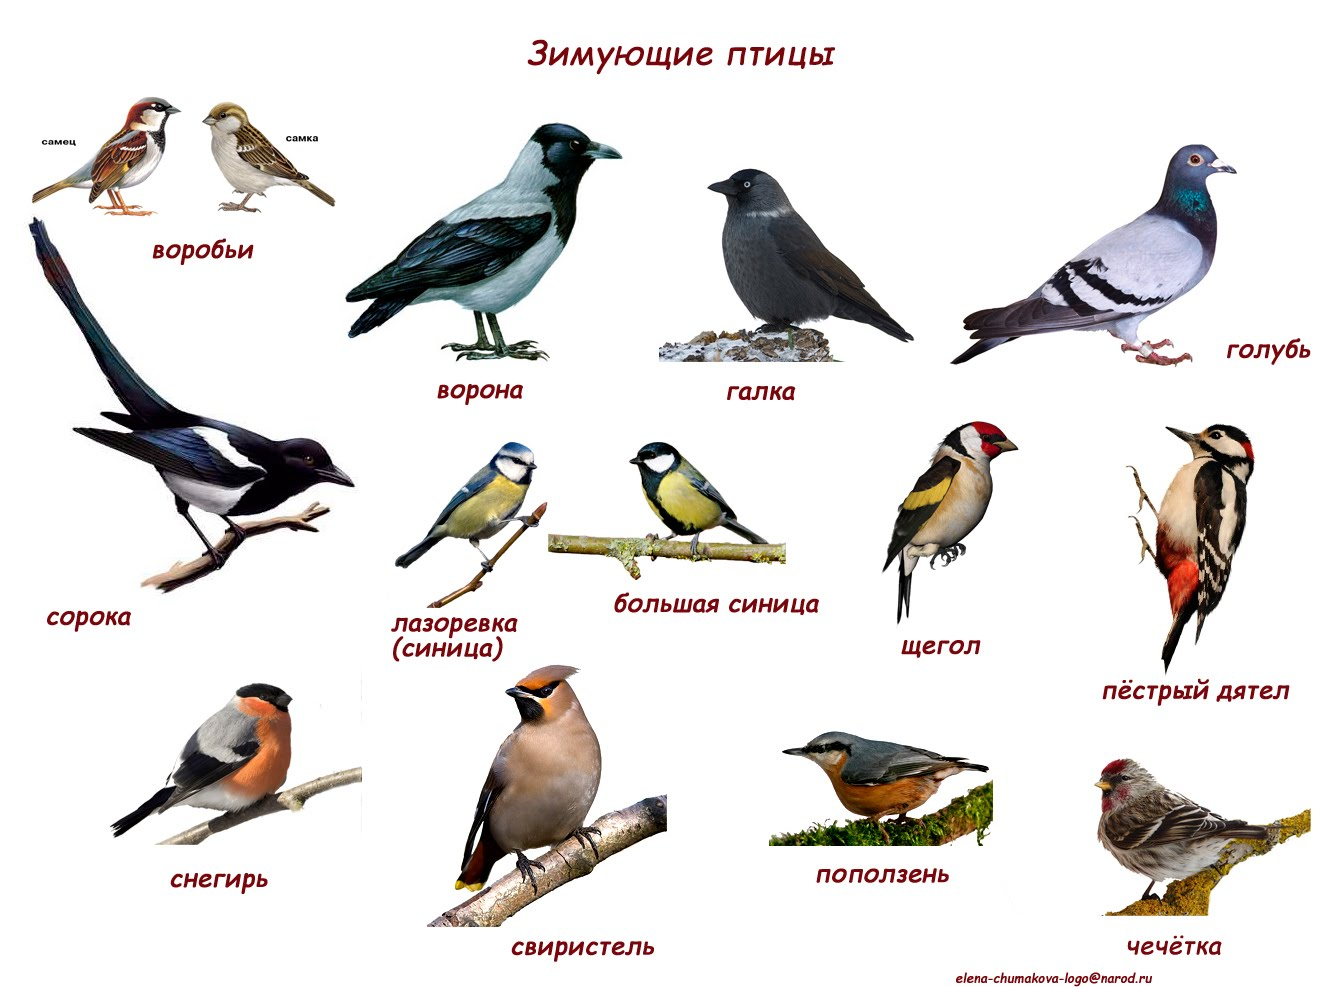 Зимующие птицы
самец
самка
воробьи
ворона
галка
голубь
сорока
лазоревка
(синица)
большая синица
щегол
пёстрый дятел
снегирь
свиристель
поползень
чечётка
elena-chumakova-logo@narod.ru